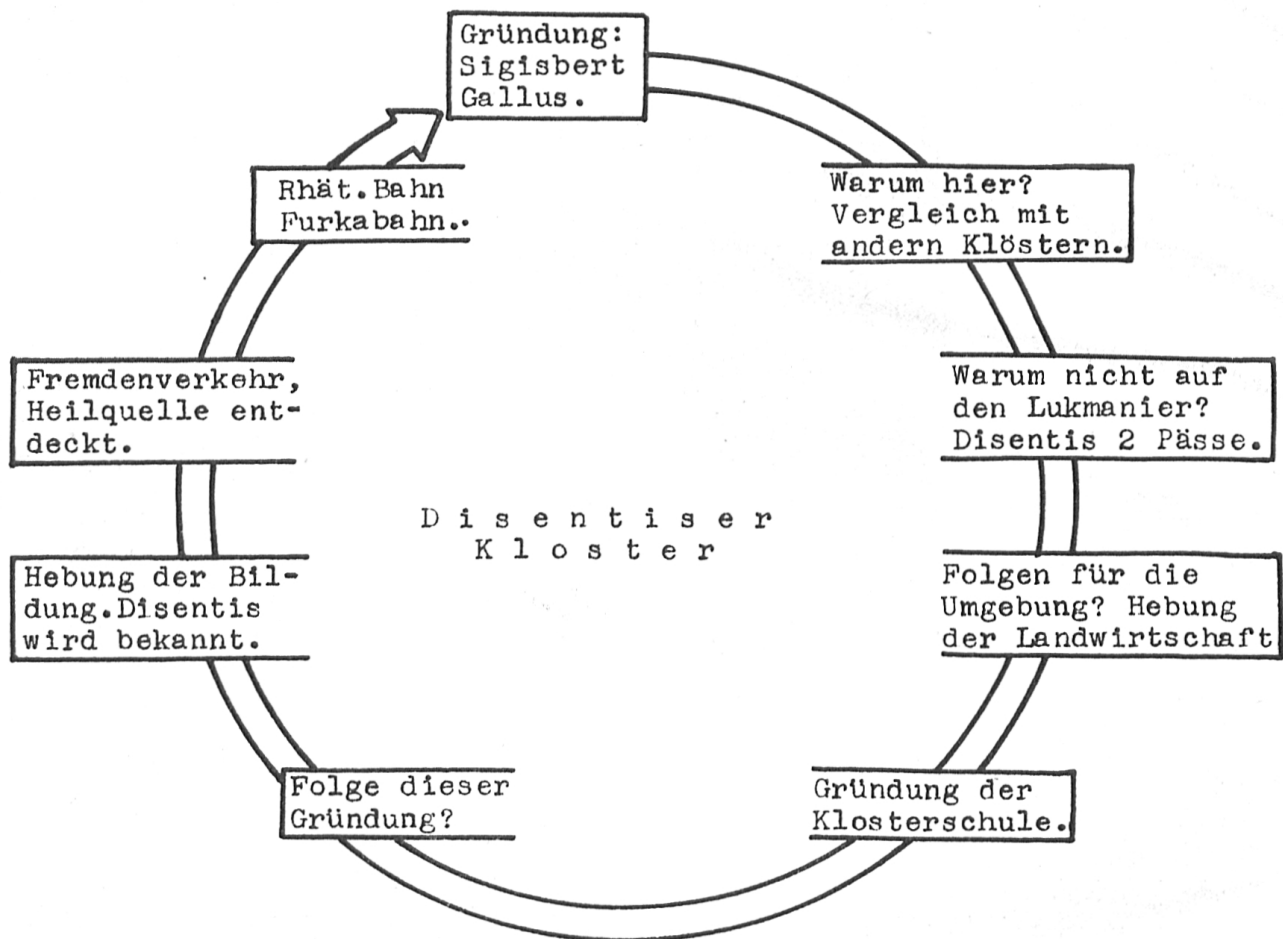 Gründung:
Sigisbert
Gallus.
Warum hier?
Vergleich mit
andern Klöstern.
Warum nicht auf
den Lukmanier?
Disentis 2 Pässe.
Folgen für die
Umgebung? Hebung
der Landwirtschaft
Gründung der
Klosterschule.
Folge dieser
Gründung?
Hebung der Bil-
dung.Disentis
wird bekannt.
Fremdenverkehr,
Heilquelle ent-
deckt.
Rhät.Bahn
Furkabahn..
Disentiser
Kloster